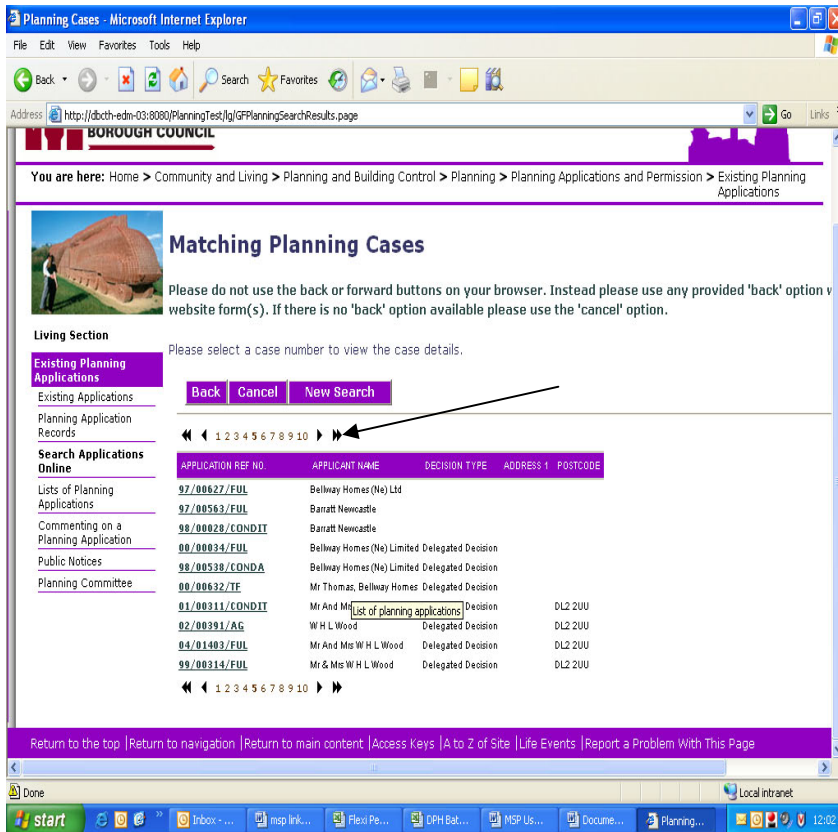 Planning Cases - Microsoft Internet Explorer
File Edit View Favorites Tools Help
Back Search Favorites
Address http://dbcth-edm-03:8080/PlanningTest/lg/GFPlanningSearchResults.page Go Links
BOROUGH COUNCIL
You are here: Home > Community and Living > Planning and Building Control > Planning > Planning Applications and Permission > Existing Planning
Applications
Matching Planning Cases
Please do not use the back or forward buttons on your browser. Instead please use any provided 'back' option
website form(s). If there is no 'back' option available please use the 'cancel' option.
Please select a case number to view the case details.
Living Section
Existing Planning
Applications
Existing Applications
Planning Application
Records
Search Applications
Online
Lists of Planning
Applications
Commenting on a
Planning Application
Public Notices
Planning Committee
Back Cancel New Search
1 2 3 4 5 6 7 8 9 10
APPLICATION REF NO. APPLICANT NAME DECISION TYPE ADDRESS 1 POSTCODE
97/00627/FUL Bellway Homes (Ne) Ltd
97/00563/FUL Barratt Newcastle
98/00028/CONDIT Barratt Newcastle
00/00034/FUL Bellway Homes (Ne) Limited Delegated Decision
98/00538/CONDA Bellway Homes (Ne) Limited Delegated Decision
00/00632/TF Mr Thomas, Bellway Homes Delegated Decision
01/00311/CONDIT Mr And Decision DL2 2UU
List of planning applications
02/00391/AG W H L Wood Delegated Decision DL2 2UU
04/01403/FUL Mr And Mrs W H L Wood Delegated Decision DL2 2UU
99/00314/FUL Mr & Mrs W H L Wood Delegated Decision DL2 2UU
1 2 3 4 5 6 7 8 9 10
Return to the top |Return to navigation |Return to main content |Access Keys |A to Z of Site |Life Events |Report a Problem With This Page
Done Local intranet
start Inbox - ... msp link... Flexi Pe... DPH Bat... MSP Us... Docume... Planning... 12:02